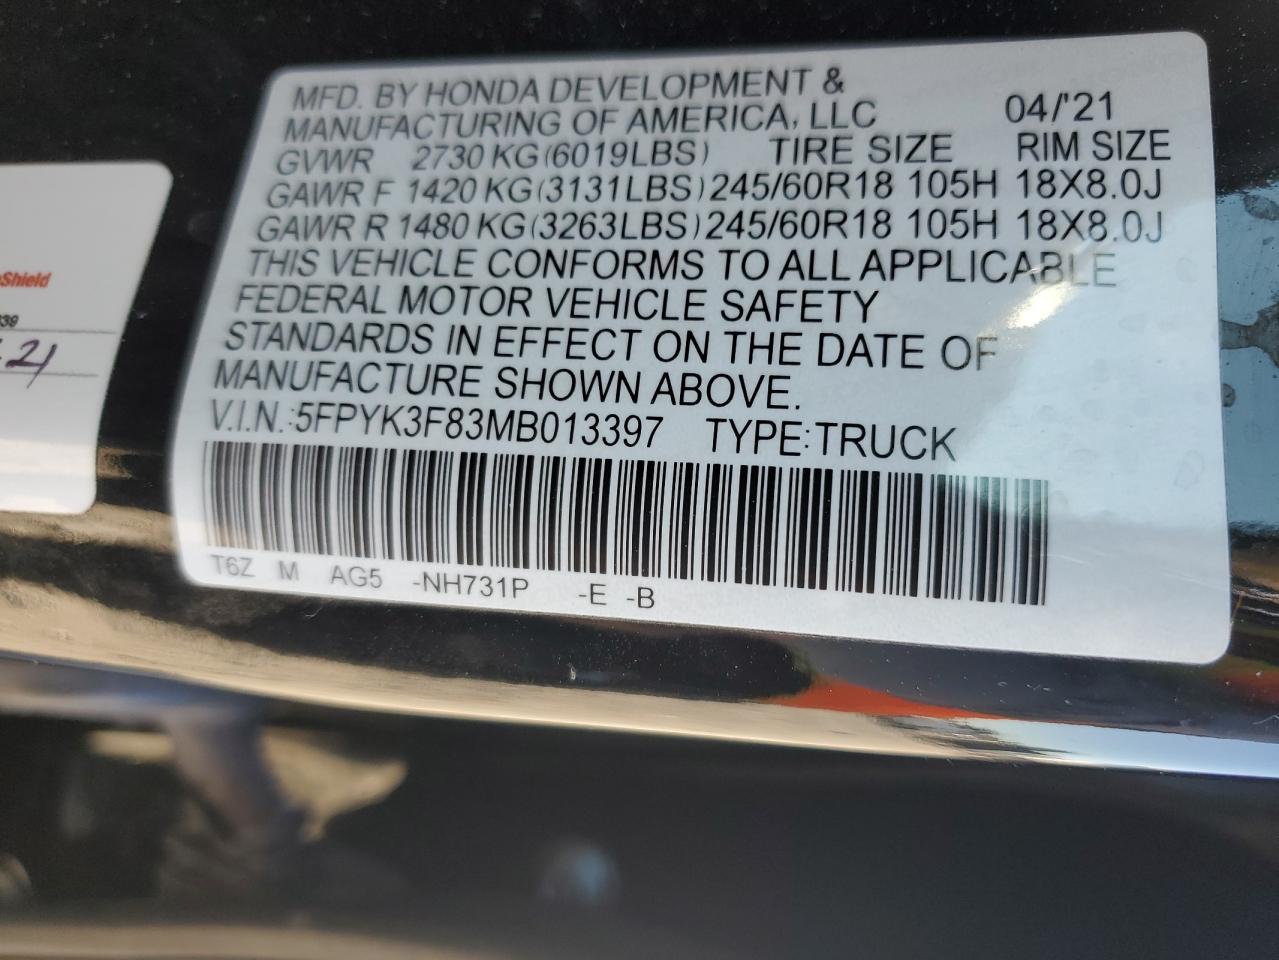 MFD. BY HONDA DEVELOPMENT &
MANUFACTURING OF AMERICA, LLC 04/'21
GVWR 2730 KG(6019LBS) TIRE SIZE RIM SIZE
GAWR F 1420 KG(3131LBS) 245/60R18 105H 18X8.0J
GAWR R 1480 KG(3263LBS) 245/60R18 105H 18X8.0J
THIS VEHICLE CONFORMS TO ALL APPLICABLE
FEDERAL MOTOR VEHICLE SAFETY
STANDARDS IN EFFECT ON THE DATE OF
MANUFACTURE SHOWN ABOVE.
V.I.N.:5FPYK3F83MB013397 TYPE:TRUCK
T6Z M AG5 -NH731P -E -B
Shield
21